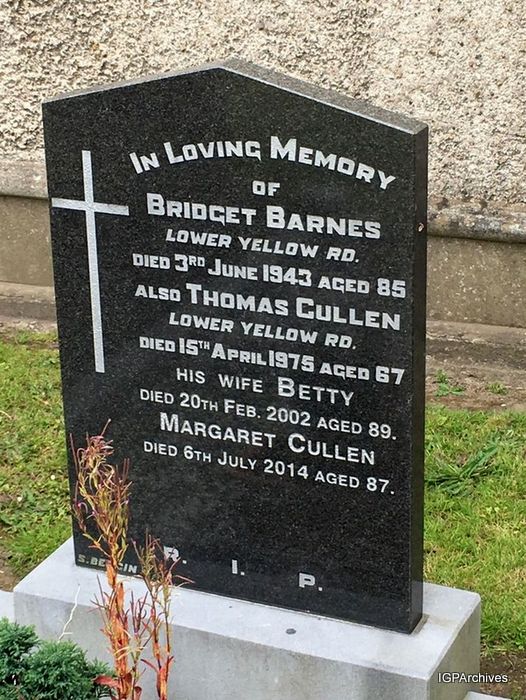 In Loving Memory
of
Bridget Barnes
Lower Yellow Rd.
died 3rd June 1943 aged 85
also Thomas Cullen
Lower Yellow Rd.
died 15th April 1975 aged 67
his wife Betty
died 20th Feb. 2002 aged 89.
Margaret Cullen
died 6th July 2014 aged 87.
R. I. P.
IGPArchives